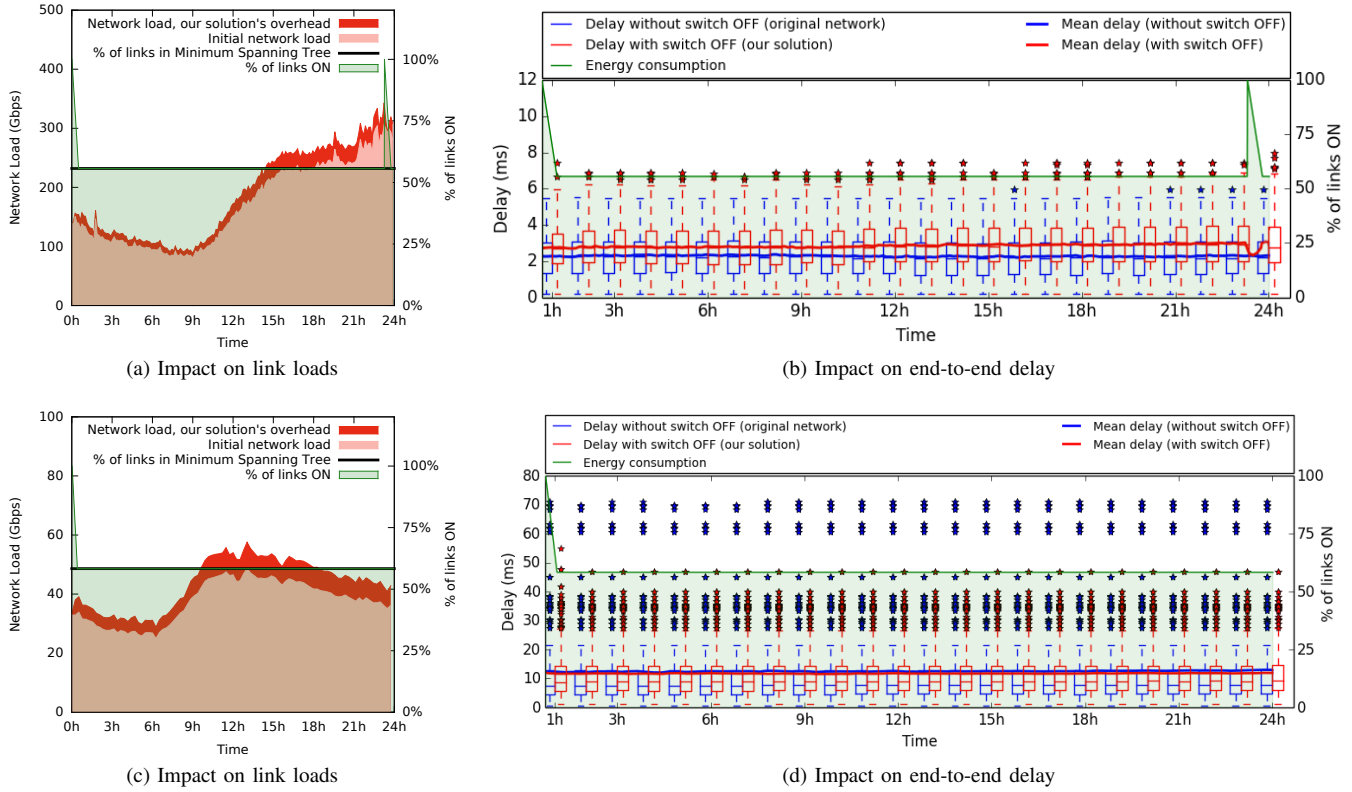 Network load, our solution's overhead
Initial network load
% of links in Minimum Spanning Tree
% of links ON
500
400
300
200
100
0
Network Load (Gbps)
100%
75%
50%
25%
0%
% of links ON
0h 3h 6h 9h 12h 15h 18h 21h 24h
Time
(a) Impact on link loads
Delay without switch OFF (original network)
Delay with switch OFF (our solution)
Energy consumption
Mean delay (without switch OFF)
Mean delay (with switch OFF)
12
10
8
6
4
2
0
Delay (ms)
100
75
50
25
0
% of links ON
1h 3h 6h 9h 12h 15h 18h 21h 24h
Time
(b) Impact on end-to-end delay
Network load, our solution's overhead
Initial network load
% of links in Minimum Spanning Tree
% of links ON
100
80
60
40
20
0
Network Load (Gbps)
100%
75%
50%
25%
0%
% of links ON
0h 3h 6h 9h 12h 15h 18h 21h 24h
Time
(c) Impact on link loads
Delay without switch OFF (original network)
Delay with switch OFF (our solution)
Energy consumption
Mean delay (without switch OFF)
Mean delay (with switch OFF)
80
70
60
50
40
30
20
10
0
Delay (ms)
100
75
50
25
0
% of links ON
1h 3h 6h 9h 12h 15h 18h 21h 24h
Time
(d) Impact on end-to-end delay